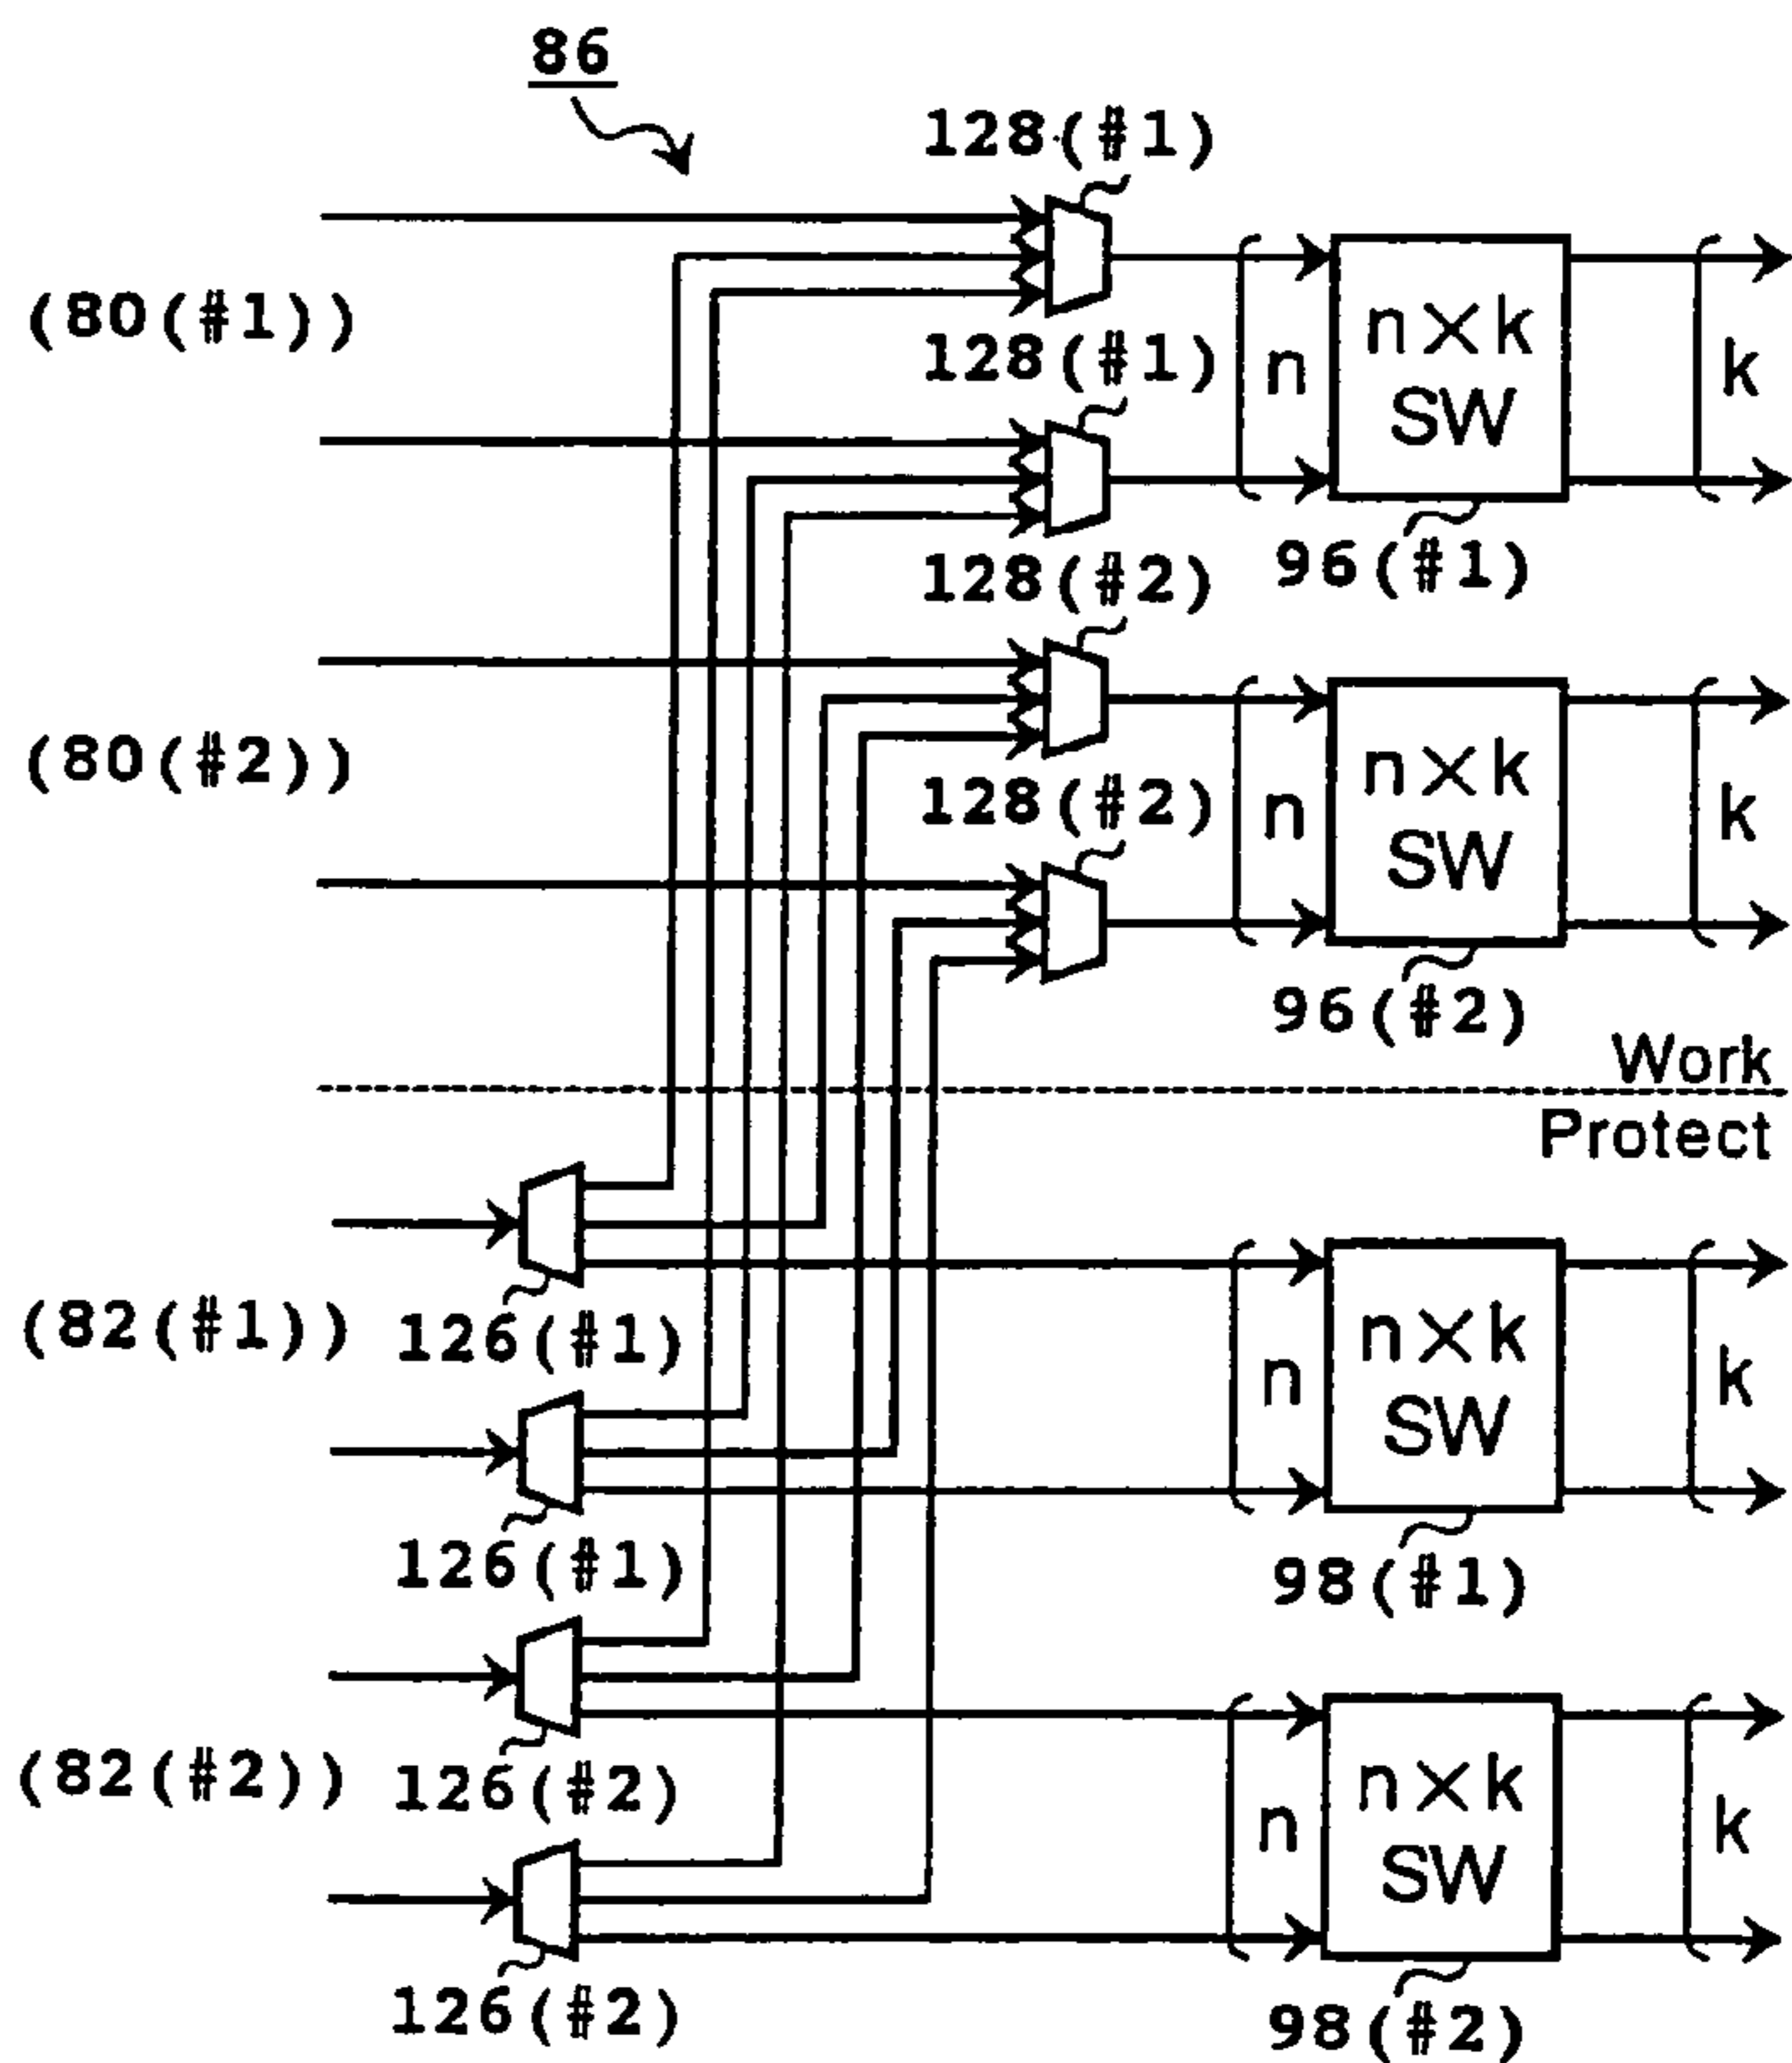 86
128(#1)
(80(#1))
n×k
SW
n
k
128(#1)
96(#1)
128(#2)
(80(#2))
n×k
SW
n
k
128(#2)
96(#2)
Work
Protect
(82(#1))
126(#1)
n×k
SW
n
k
126(#1)
98(#1)
(82(#2))
126(#2)
n×k
SW
n
k
126(#2)
98(#2)